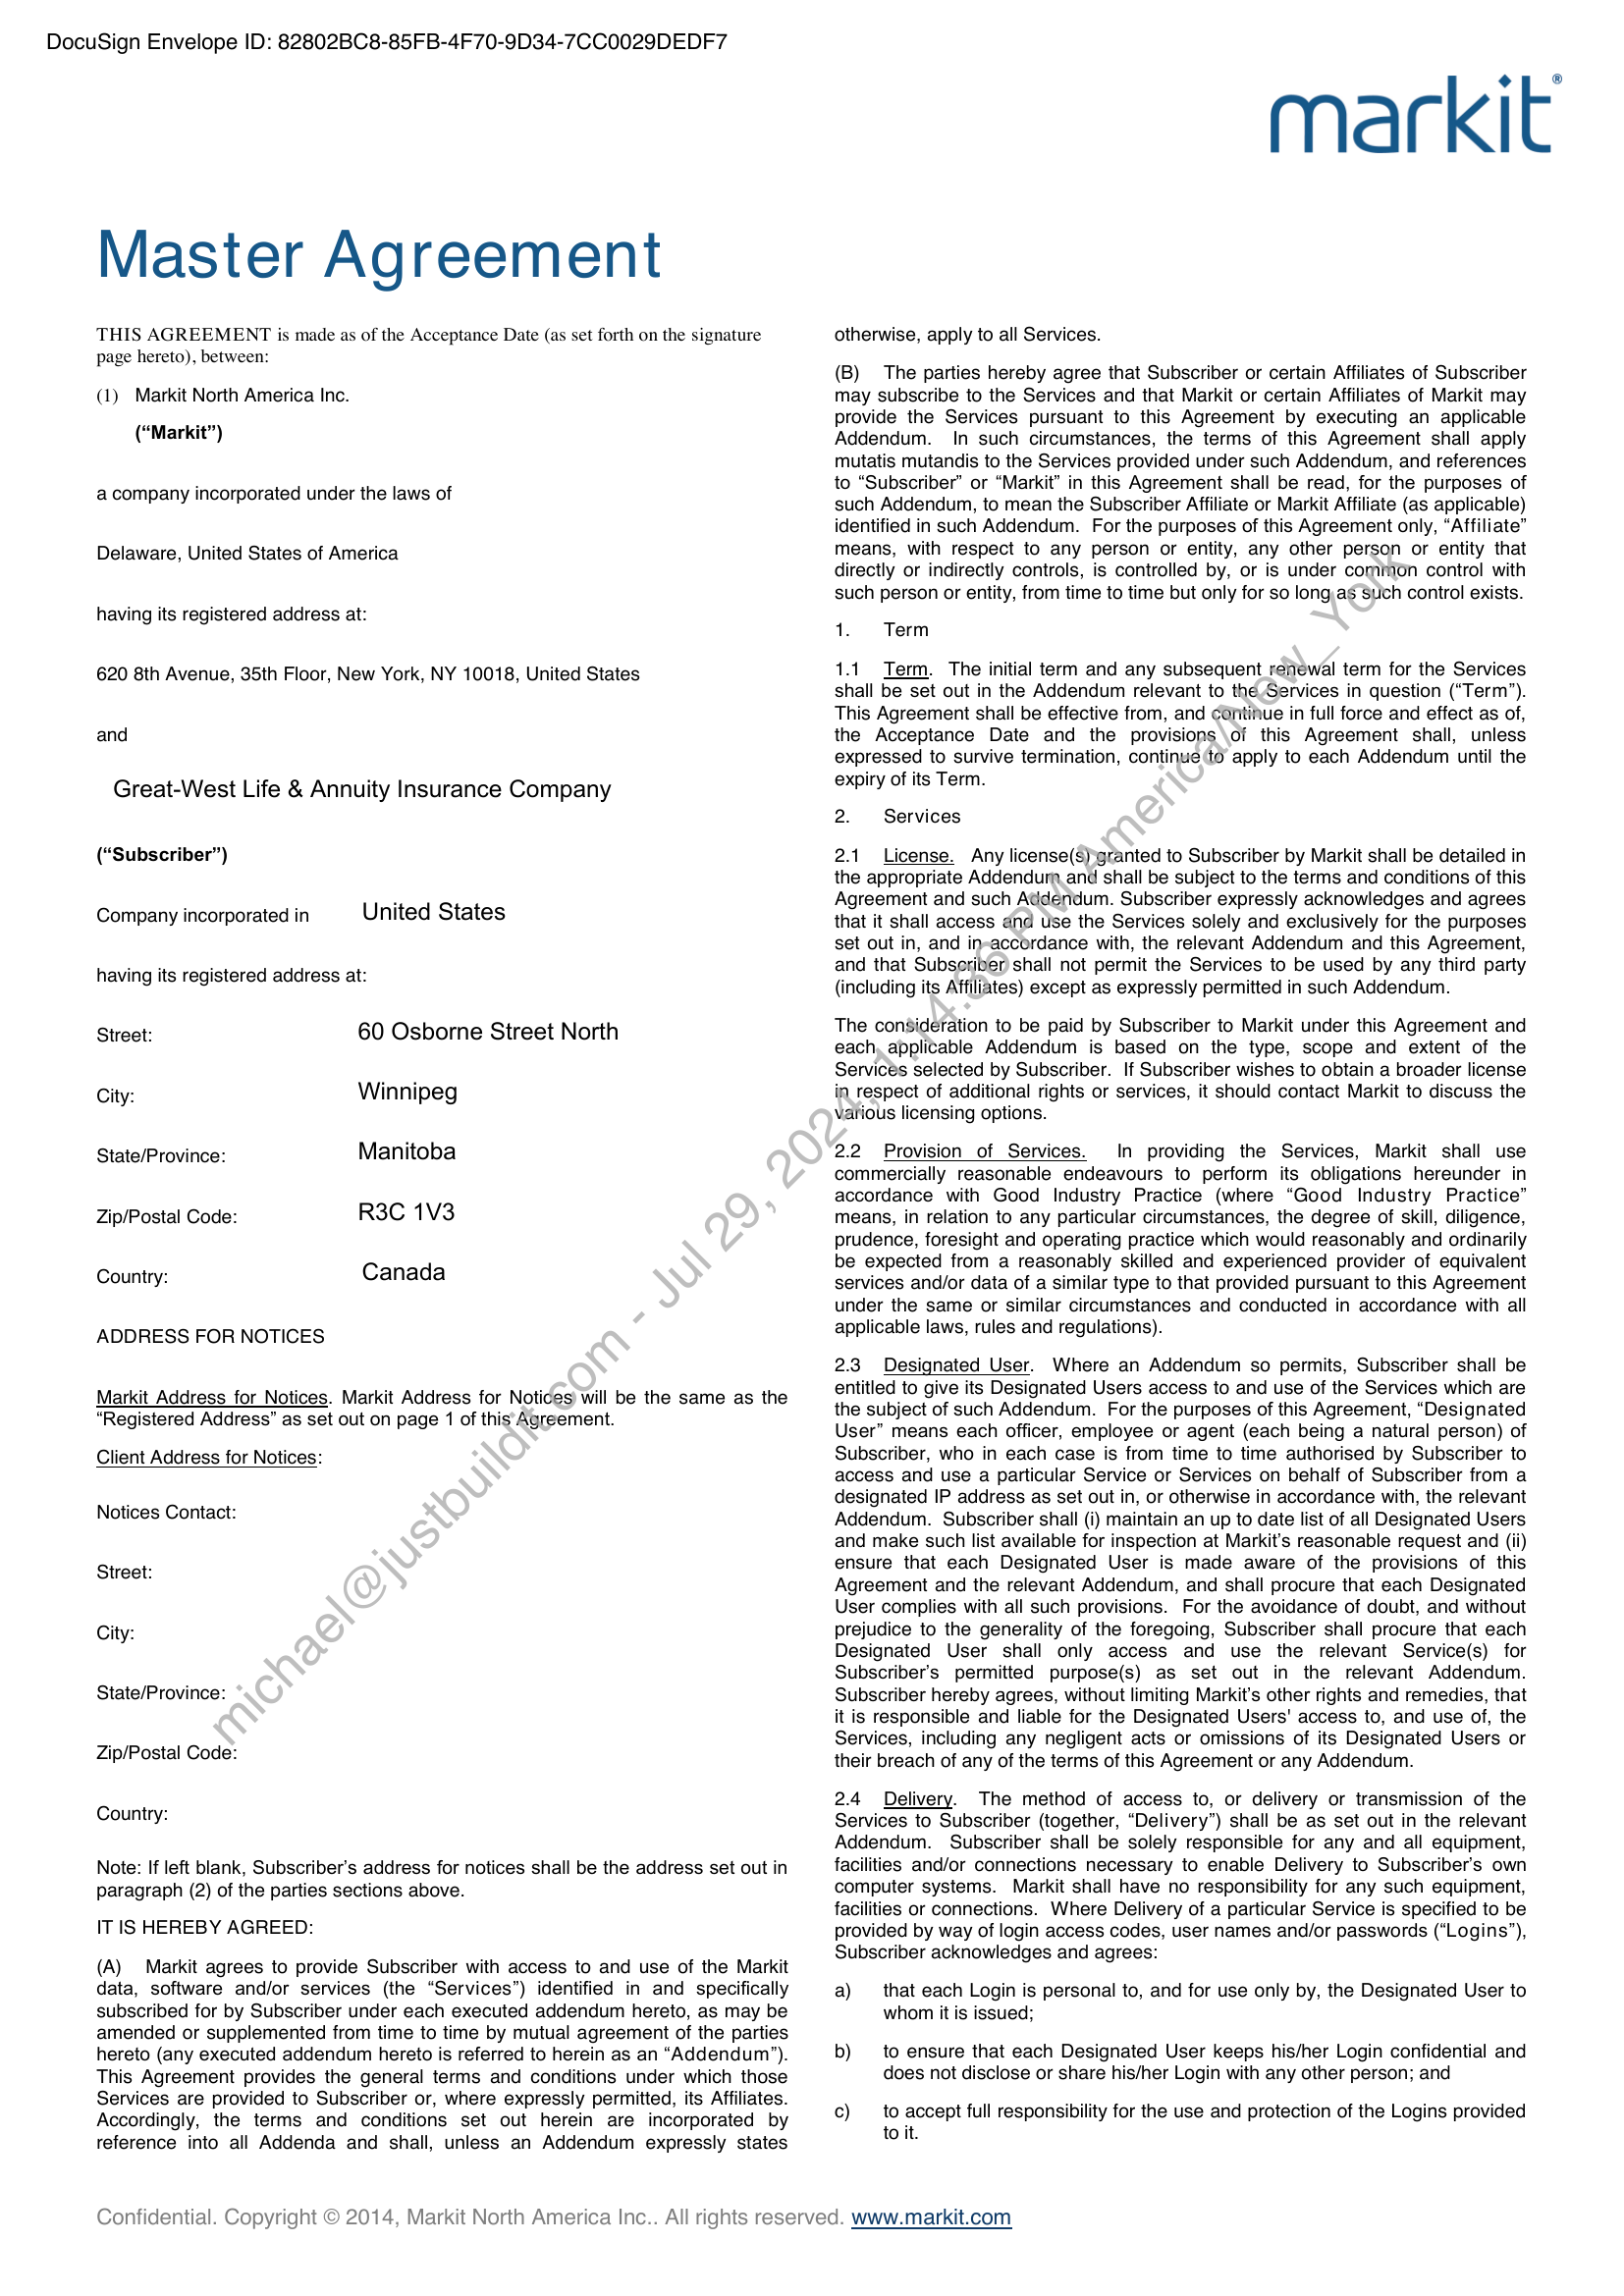 DocuSign Envelope ID: 82802BC8-85FB-4F70-9D34-7CC0029DEDF7
markit®
Master Agreement
THIS AGREEMENT is made as of the Acceptance Date (as set forth on the signature
page hereto), between:
(1) Markit North America Inc.
(“Markit”)
a company incorporated under the laws of
Delaware, United States of America
having its registered address at:
620 8th Avenue, 35th Floor, New York, NY 10018, United States
and
Great-West Life & Annuity Insurance Company
(“Subscriber”)
Company incorporated in United States
having its registered address at:
Street: 60 Osborne Street North
City: Winnipeg
State/Province: Manitoba
Zip/Postal Code: R3C 1V3
Country: Canada
ADDRESS FOR NOTICES
Markit Address for Notices. Markit Address for Notices will be the same as the
“Registered Address” as set out on page 1 of this Agreement.
Client Address for Notices:
Notices Contact:
Street:
City:
State/Province:
Zip/Postal Code:
Country:
Note: If left blank, Subscriber’s address for notices shall be the address set out in
paragraph (2) of the parties sections above.
IT IS HEREBY AGREED:
(A) Markit agrees to provide Subscriber with access to and use of the Markit
data, software and/or services (the “Services”) identified in and specifically
subscribed for by Subscriber under each executed addendum hereto, as may be
amended or supplemented from time to time by mutual agreement of the parties
hereto (any executed addendum hereto is referred to herein as an “Addendum”).
This Agreement provides the general terms and conditions under which those
Services are provided to Subscriber or, where expressly permitted, its Affiliates.
Accordingly, the terms and conditions set out herein are incorporated by
reference into all Addenda and shall, unless an Addendum expressly states
otherwise, apply to all Services.
(B) The parties hereby agree that Subscriber or certain Affiliates of Subscriber
may subscribe to the Services and that Markit or certain Affiliates of Markit may
provide the Services pursuant to this Agreement by executing an applicable
Addendum. In such circumstances, the terms of this Agreement shall apply
mutatis mutandis to the Services provided under such Addendum, and references
to “Subscriber” or “Markit” in this Agreement shall be read, for the purposes of
such Addendum, to mean the Subscriber Affiliate or Markit Affiliate (as applicable)
identified in such Addendum. For the purposes of this Agreement only, “Affiliate”
means, with respect to any person or entity, any other person or entity that
directly or indirectly controls, is controlled by, or is under common control with
such person or entity, from time to time but only for so long as such control exists.
1. Term
1.1 Term. The initial term and any subsequent renewal term for the Services
shall be set out in the Addendum relevant to the Services in question (“Term”).
This Agreement shall be effective from, and continue in full force and effect as of,
the Acceptance Date and the provisions of this Agreement shall, unless
expressed to survive termination, continue to apply to each Addendum until the
expiry of its Term.
2. Services
2.1 License. Any license(s) granted to Subscriber by Markit shall be detailed in
the appropriate Addendum and shall be subject to the terms and conditions of this
Agreement and such Addendum. Subscriber expressly acknowledges and agrees
that it shall access and use the Services solely and exclusively for the purposes
set out in, and in accordance with, the relevant Addendum and this Agreement,
and that Subscriber shall not permit the Services to be used by any third party
(including its Affiliates) except as expressly permitted in such Addendum.
The consideration to be paid by Subscriber to Markit under this Agreement and
each applicable Addendum is based on the type, scope and extent of the
Services selected by Subscriber. If Subscriber wishes to obtain a broader license
in respect of additional rights or services, it should contact Markit to discuss the
various licensing options.
2.2 Provision of Services. In providing the Services, Markit shall use
commercially reasonable endeavours to perform its obligations hereunder in
accordance with Good Industry Practice (where “Good Industry Practice”
means, in relation to any particular circumstances, the degree of skill, diligence,
prudence, foresight and operating practice which would reasonably and ordinarily
be expected from a reasonably skilled and experienced provider of equivalent
services and/or data of a similar type to that provided pursuant to this Agreement
under the same or similar circumstances and conducted in accordance with all
applicable laws, rules and regulations).
2.3 Designated User. Where an Addendum so permits, Subscriber shall be
entitled to give its Designated Users access to and use of the Services which are
the subject of such Addendum. For the purposes of this Agreement, “Designated
User” means each officer, employee or agent (each being a natural person) of
Subscriber, who in each case is from time to time authorised by Subscriber to
access and use a particular Service or Services on behalf of Subscriber from a
designated IP address as set out in, or otherwise in accordance with, the relevant
Addendum. Subscriber shall (i) maintain an up to date list of all Designated Users
and make such list available for inspection at Markit’s reasonable request and (ii)
ensure that each Designated User is made aware of the provisions of this
Agreement and the relevant Addendum, and shall procure that each Designated
User complies with all such provisions. For the avoidance of doubt, and without
prejudice to the generality of the foregoing, Subscriber shall procure that each
Designated User shall only access and use the relevant Service(s) for
Subscriber’s permitted purpose(s) as set out in the relevant Addendum.
Subscriber hereby agrees, without limiting Markit’s other rights and remedies, that
it is responsible and liable for the Designated Users' access to, and use of, the
Services, including any negligent acts or omissions of its Designated Users or
their breach of any of the terms of this Agreement or any Addendum.
2.4 Delivery. The method of access to, or delivery or transmission of the
Services to Subscriber (together, “Delivery”) shall be as set out in the relevant
Addendum. Subscriber shall be solely responsible for any and all equipment,
facilities and/or connections necessary to enable Delivery to Subscriber’s own
computer systems. Markit shall have no responsibility for any such equipment,
facilities or connections. Where Delivery of a particular Service is specified to be
provided by way of login access codes, user names and/or passwords (“Logins”),
Subscriber acknowledges and agrees:
a) that each Login is personal to, and for use only by, the Designated User to
whom it is issued;
b) to ensure that each Designated User keeps his/her Login confidential and
does not disclose or share his/her Login with any other person; and
c) to accept full responsibility for the use and protection of the Logins provided
to it.
michael@justbuildit.com - Jul 29, 2024, 1:14:36 PM America/New_York
Confidential. Copyright © 2014, Markit North America Inc.. All rights reserved. www.markit.com